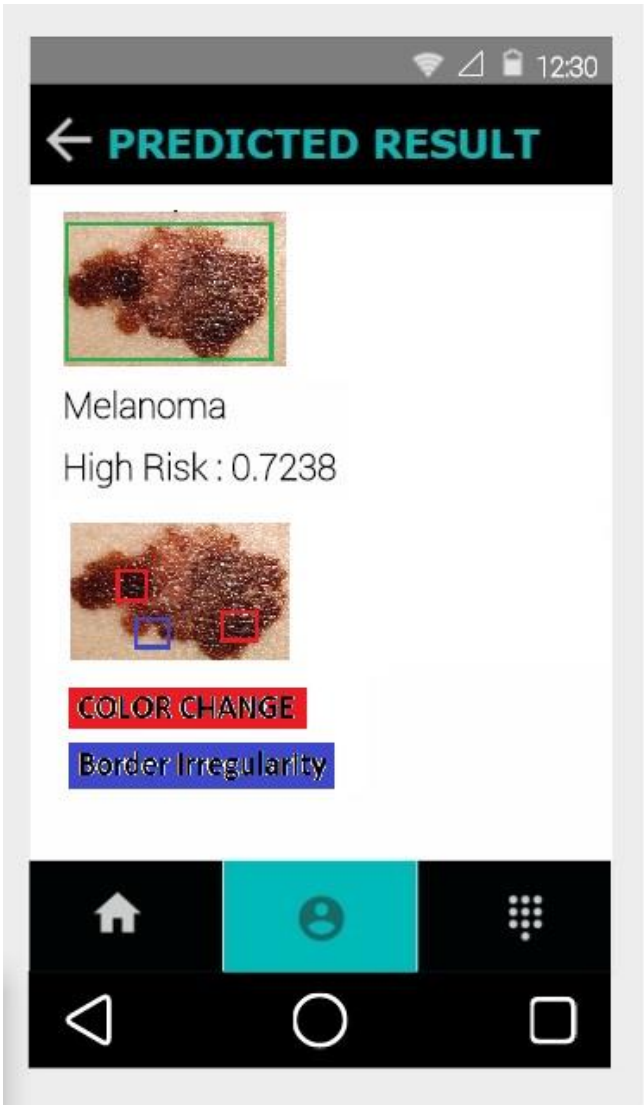 12:30
PREDICTED RESULT
Melanoma
High Risk : 0.7238
COLOR CHANGE
Border Irregularity